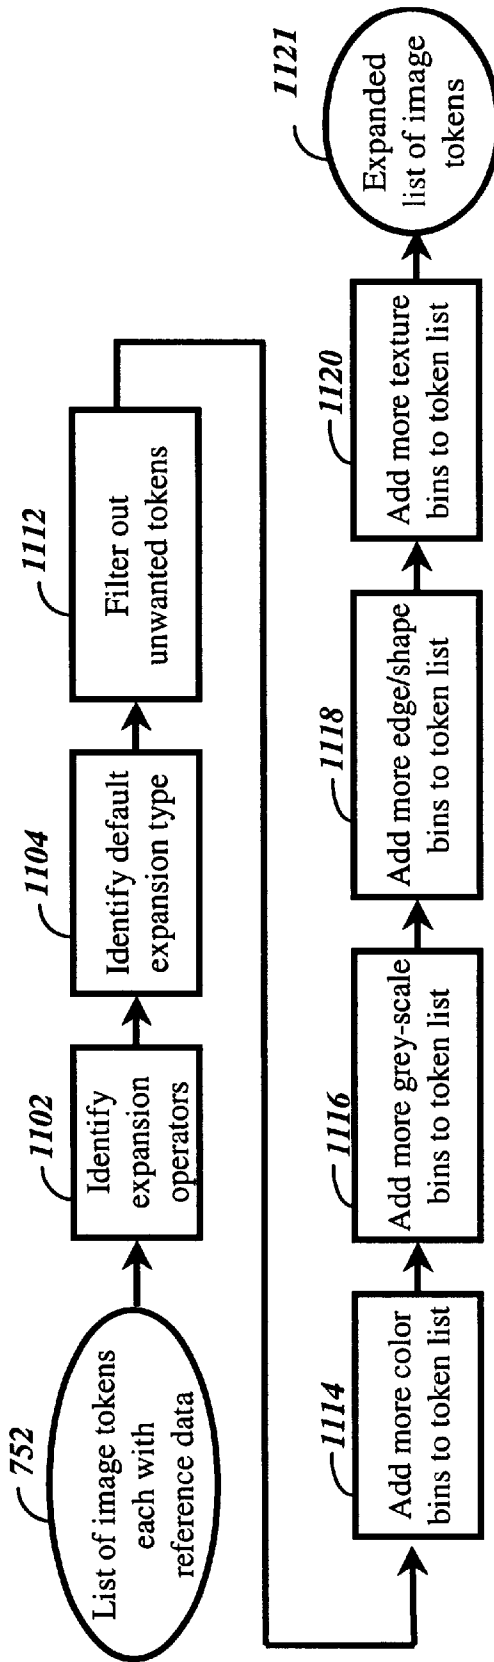 752
List of image tokens
each with
reference data
1102
Identify
expansion
operators
1104
Identify default
expansion type
1112
Filter out
unwanted tokens
1114
Add more color
bins to token list
1116
Add more grey-scale
bins to token list
1118
Add more edge/shape
bins to token list
1120
Add more texture
bins to token list
1121
Expanded
list of image
tokens